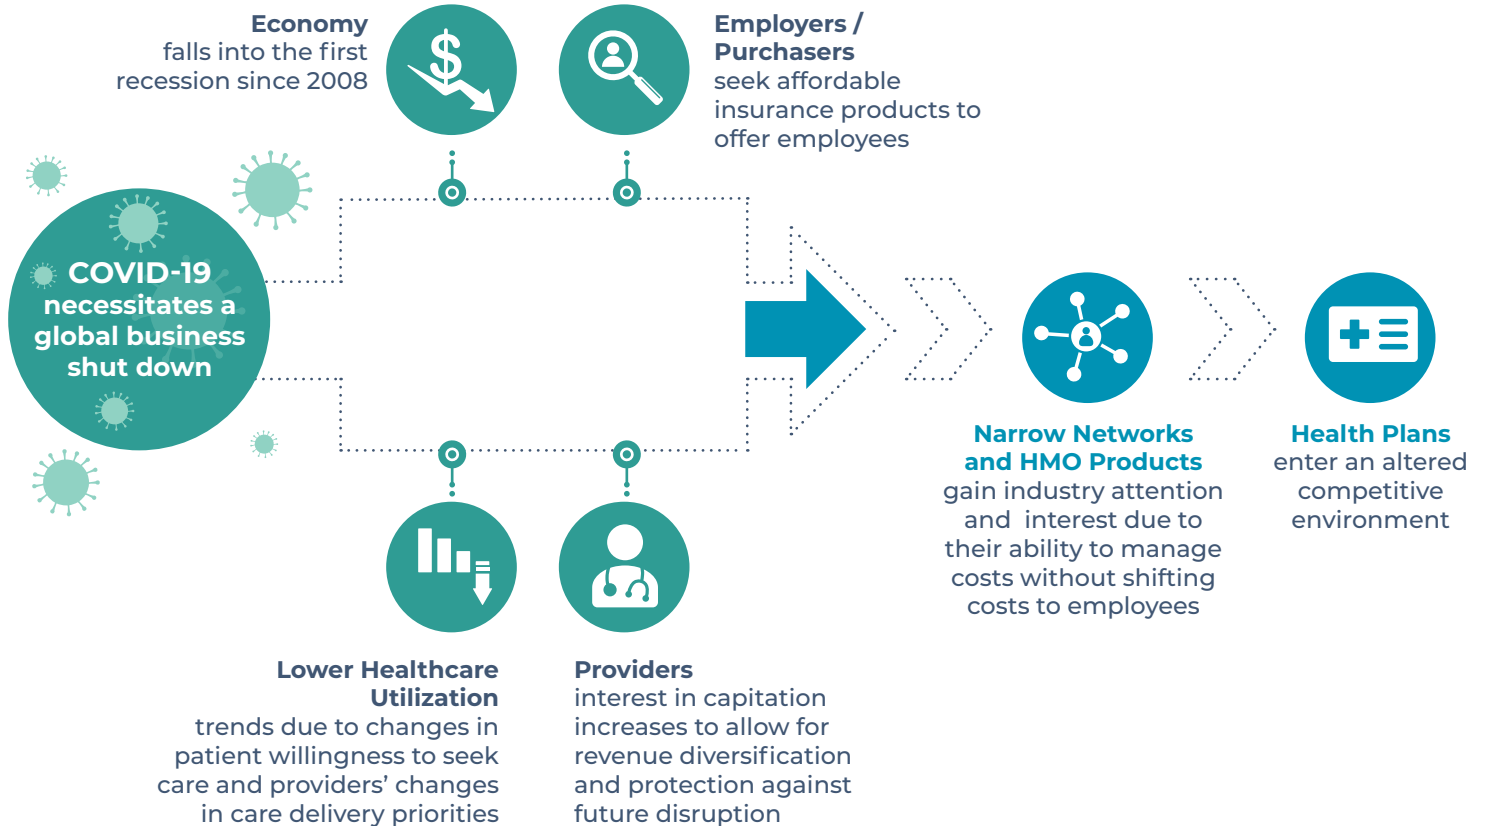 Economy
falls into the first
recession since 2008
Employers /
Purchasers
seek affordable
insurance products to
offer employees
COVID-19
necessitates a
global business
shut down
Narrow Networks
and HMO Products
gain industry attention
and interest due to
their ability to manage
costs without shifting
costs to employees
Health Plans
enter an altered
competitive
environment
Lower Healthcare
Utilization
trends due to changes in
patient willingness to seek
care and providers’ changes
in care delivery priorities
Providers
interest in capitation
increases to allow for
revenue diversification
and protection against
future disruption